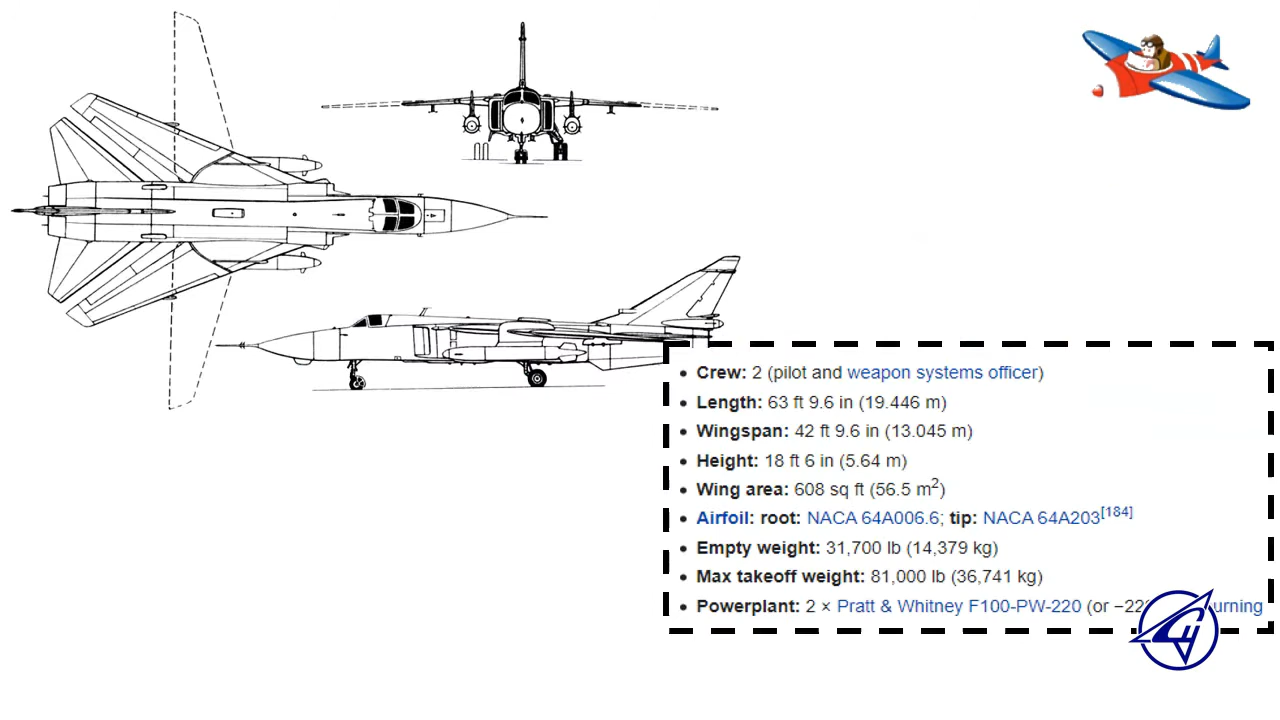 Crew: 2 (pilot and weapon systems officer)
Length: 63 ft 9.6 in (19.446 m)
Wingspan: 42 ft 9.6 in (13.045 m)
Height: 18 ft 6 in (5.64 m)
Wing area: 608 sq ft (56.5 m²)
Airfoil: root: NACA 64A006.6; tip: NACA 64A203[184]
Empty weight: 31,700 lb (14,379 kg)
Max takeoff weight: 81,000 lb (36,741 kg)
Powerplant: 2 × Pratt & Whitney F100-PW-220 (or